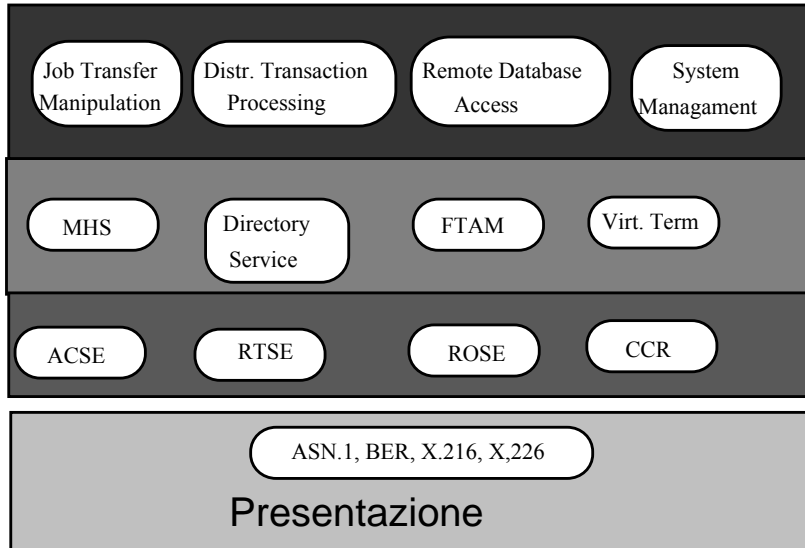 Job Transfer
Manipulation
Distr. Transaction
Processing
Remote Database
Access
System
Managament
MHS
Directory
Service
FTAM
Virt. Term
ACSE
RTSE
ROSE
CCR
ASN.1, BER, X.216, X,226
Presentazione